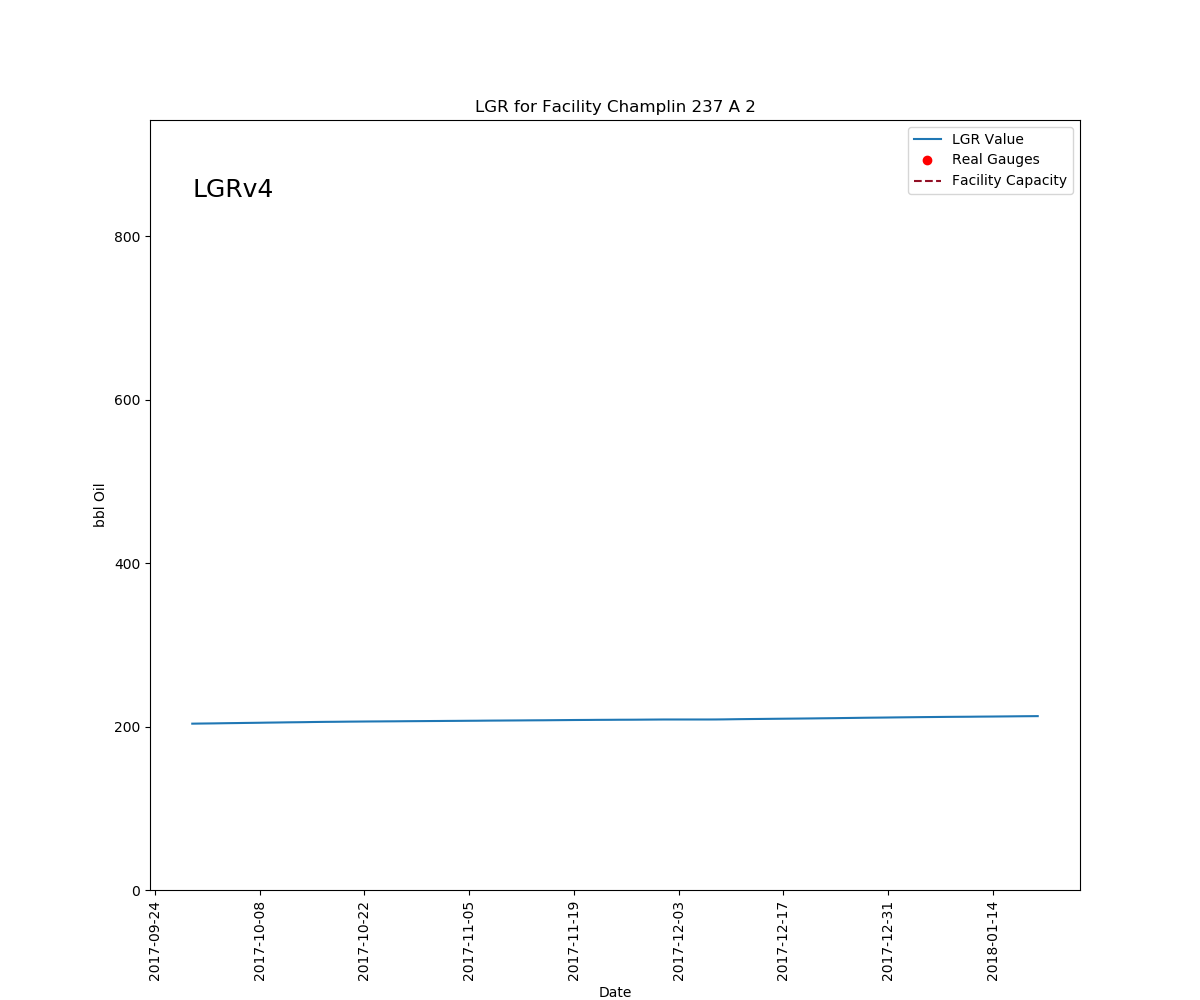 LGR for Facility Champlin 237 A 2
LGR Value
Real Gauges
Facility Capacity
LGRv4
800
600
400
200
0
bbl Oil
2017-09-24
2017-10-08
2017-10-22
2017-11-05
2017-11-19
2017-12-03
2017-12-17
2017-12-31
2018-01-14
Date